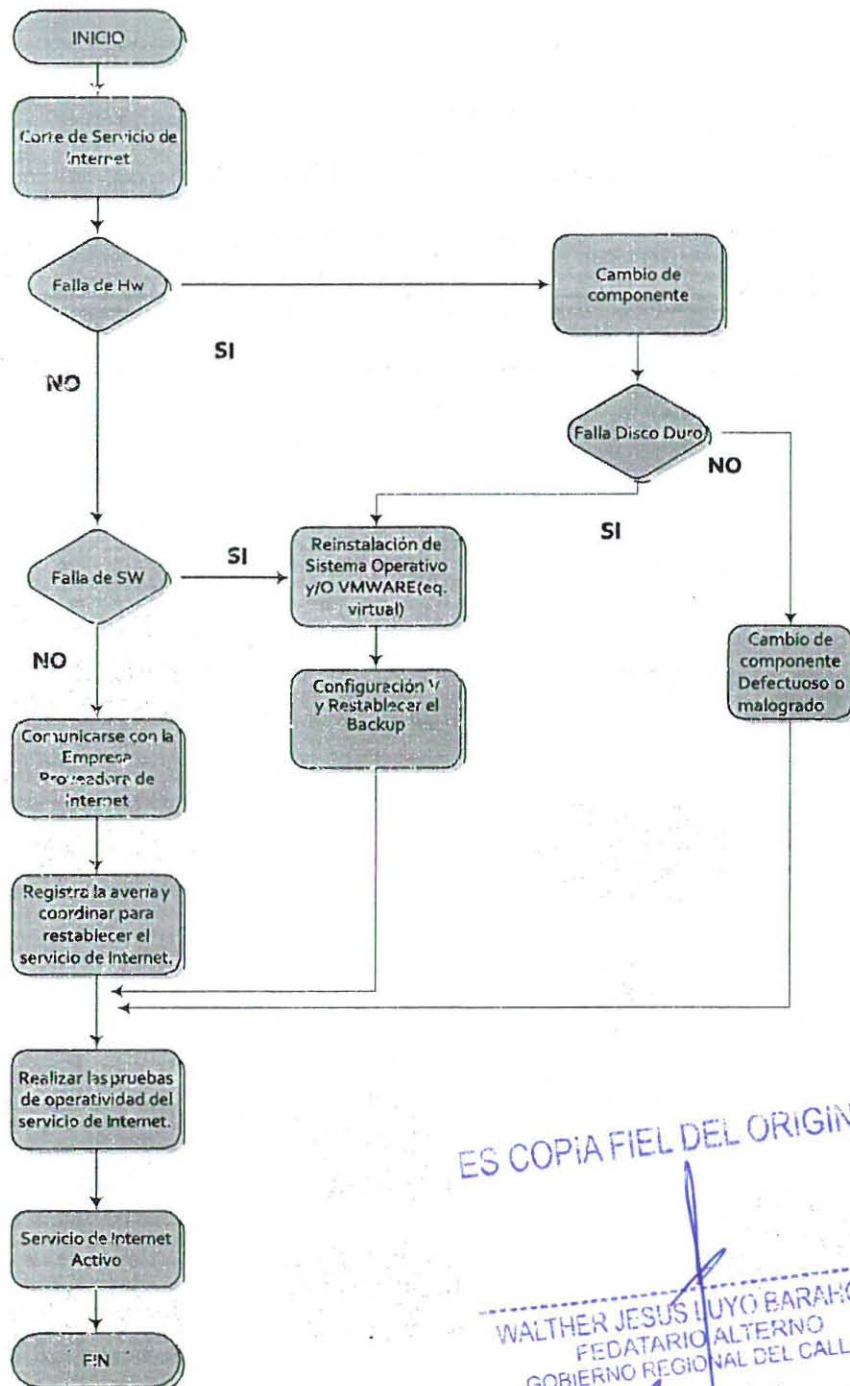 INICIO
Corte de Servicio de
Internet
Falla de Hw
Cambio de
componente
SI
NO
Falla Disco Duro
NO
SI
Falla de SW
SI
Reinstalación de
Sistema Operativo
y/O VMWARE(eq.
virtual)
NO
Cambio de
componente
Defectuoso o
malogrado
Configuración V
y Restablecer el
Backup
Comunicarse con la
Empresa
Proveedora de
Internet
Registra la avería y
coordinar para
restablecer el
servicio de Internet.
Realizar las pruebas
de operatividad del
servicio de Internet.
Servicio de Internet
Activo
FIN
ES COPIA FIEL DEL ORIGIN
WALTHER JESUS LUYO BARAHO
FEDATARIO ALTERNO
GOBIERNO REGIONAL DEL CALL